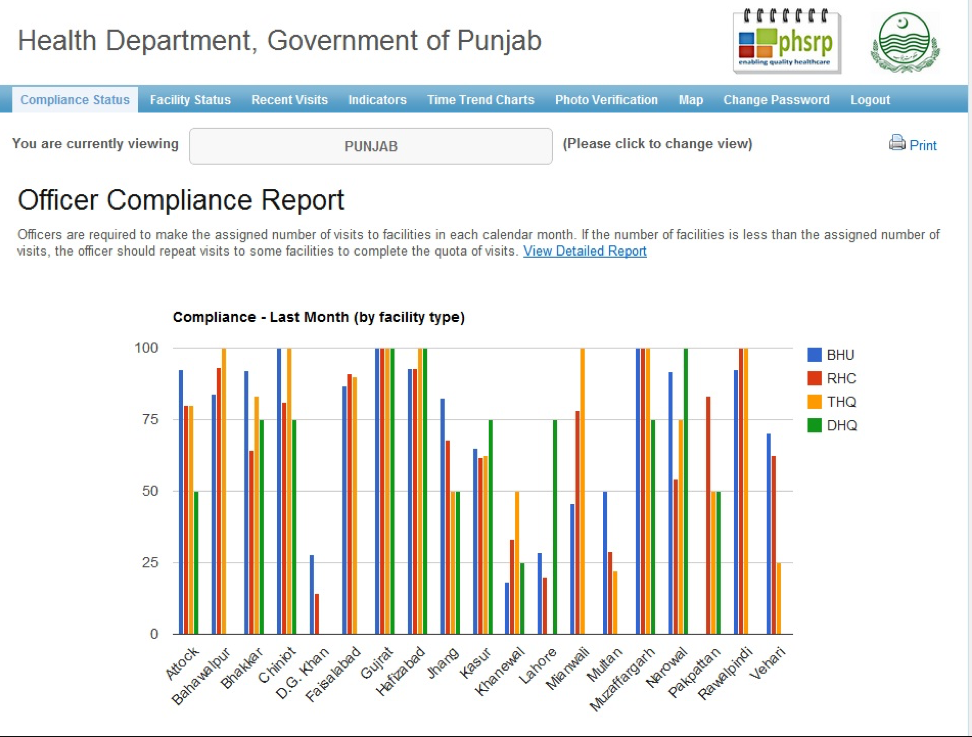 Health Department, Government of Punjab
phsrp
enabling quality healthcare
Compliance Status Facility Status Recent Visits Indicators Time Trend Charts Photo Verification Map Change Password Logout
You are currently viewing PUNJAB (Please click to change view) Print
Officer Compliance Report
Officers are required to make the assigned number of visits to facilities in each calendar month. If the number of facilities is less than the assigned number of
visits, the officer should repeat visits to some facilities to complete the quota of visits. View Detailed Report
Compliance - Last Month (by facility type)
100
75
50
25
0
BHU
RHC
THQ
DHQ
Attock
Bahawalpur
Bhakkar
Chiniot
D.G. Khan
Faisalabad
Gujrat
Hafizabad
Jhang
Kasur
Khanewal
Lahore
Mianwali
Multan
Muzaffargarh
Narowal
Pakpattan
Rawalpindi
Vehari